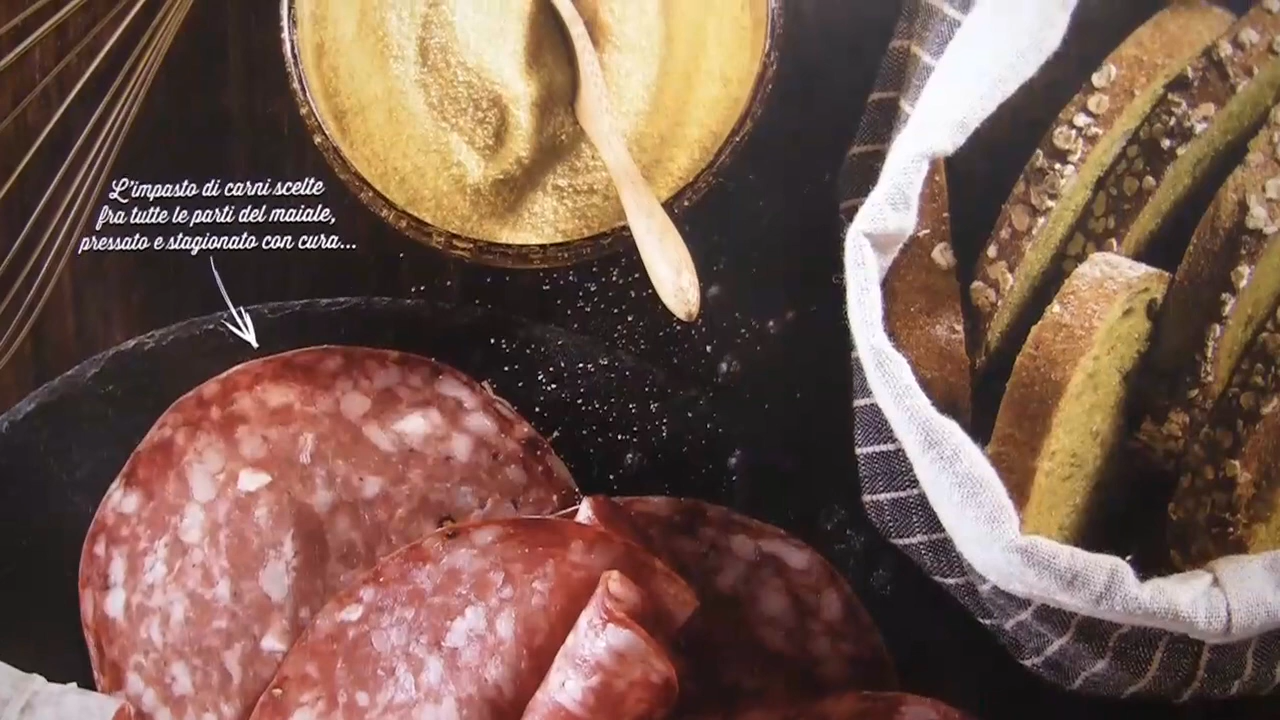 L'impasto di carni scelte
fra tutte le parti del maiale,
pressato e stagionato con cura...